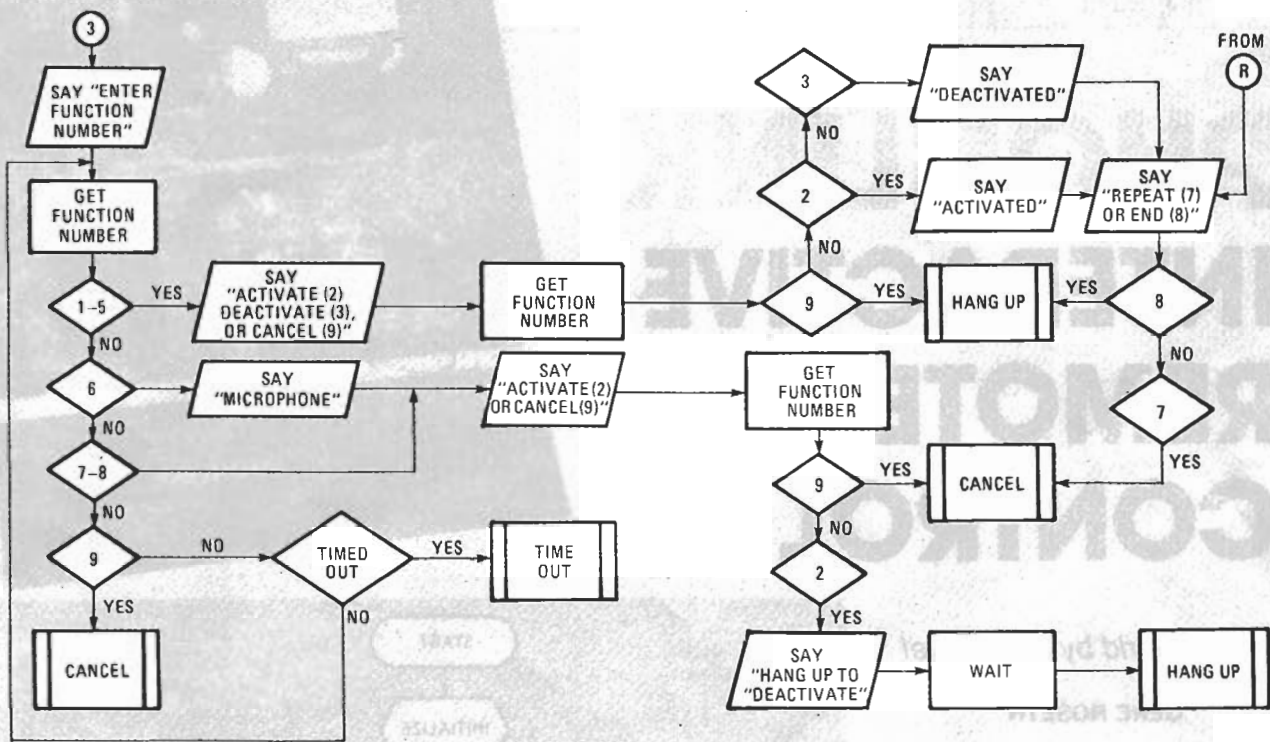 3
SAY "ENTER
FUNCTION
NUMBER"
GET
FUNCTION
NUMBER
1-5
YES
NO
SAY
"ACTIVATE (2)
DEACTIVATE (3),
OR CANCEL (9)"
GET
FUNCTION
NUMBER
9
YES
NO
HANG UP
2
YES
NO
SAY
"ACTIVATED"
3
SAY
"DEACTIVATED"
FROM
R
SAY
"REPEAT (7)
OR END (8)"
8
YES
NO
7
YES
6
NO
SAY
"MICROPHONE"
SAY
"ACTIVATE (2)
OR CANCEL (9)"
GET
FUNCTION
NUMBER
9
YES
NO
CANCEL
2
YES
SAY
"HANG UP TO
"DEACTIVATE"
WAIT
HANG UP
7-8
NO
9
NO
YES
CANCEL
TIMED
OUT
YES
NO
TIME
OUT
INTERACTIVE
REMOTE
CONTROL
START
INITIALIZE